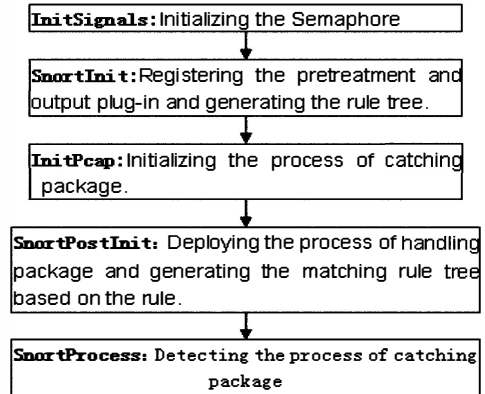 InitSignals:Initializing the Semaphore
SnortInit:Registering the pretreatment and
output plug-in and generating the rule tree.
InitPcap:Initializing the process of catching
package.
SnortPostInit: Deploying the process of handling
package and generating the matching rule tree
based on the rule.
SnortProcess: Detecting the process of catching
package